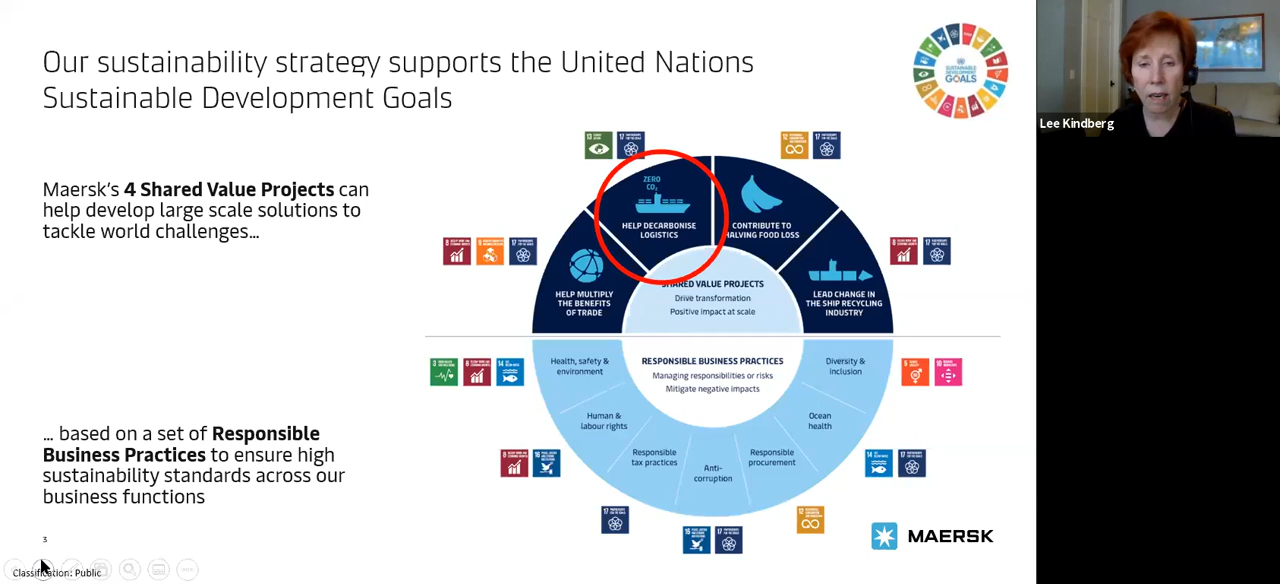 Our sustainability strategy supports the United Nations
Sustainable Development Goals
SUSTAINABLE
DEVELOPMENT
GOALS
Lee Kindberg
Maersk's 4 Shared Value Projects can
help develop large scale solutions to
tackle world challenges…
ZERO
CO₂
HELP DECARBONISE
LOGISTICS
CONTRIBUTE TO
HALVING FOOD LOSS
HELP MULTIPLY
THE BENEFITS
OF TRADE
LEAD CHANGE IN
THE SHIP RECYCLING
INDUSTRY
SHARED VALUE PROJECTS
Drive transformation
Positive impact at scale
RESPONSIBLE BUSINESS PRACTICES
Managing responsibilities or risks
Mitigate negative impacts
Health, safety &
environment
Diversity &
inclusion
Human &
labour rights
Ocean
health
Responsible
tax practices
Anti-
corruption
Responsible
procurement
… based on a set of Responsible
Business Practices to ensure high
sustainability standards across our
business functions
MAERSK
3
Classification: Public